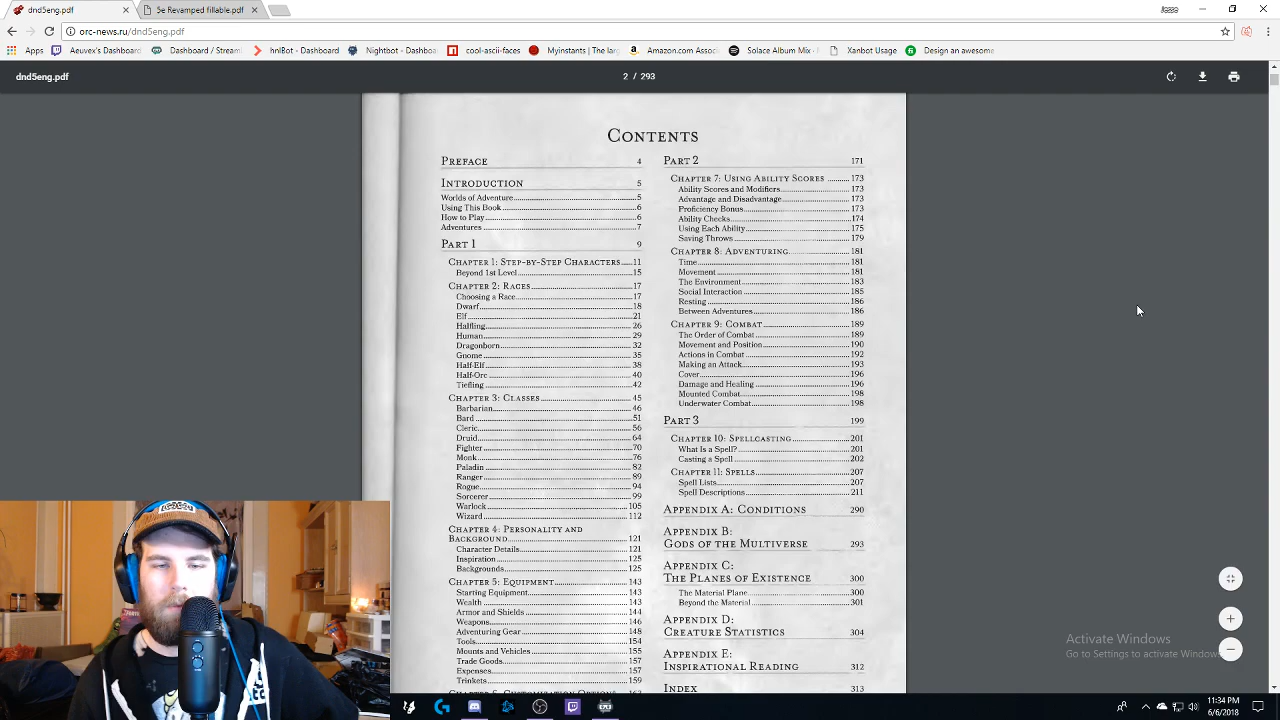 dnd5eng.pdf
5e Revamped fillable.pdf
orc-news.ru/dnd5eng.pdf
Apps
Aeuvex's Dashboard
Dashboard / Stream
hnlBot - Dashboard
Nightbot - Dashboa
cool-ascii-faces
Myinstants | The larg
Amazon.com Associ
Solace Album Mix -
Xanbot Usage
Design an awesome
dnd5eng.pdf
2 / 293
Contents
Preface 4
Introduction 5
Worlds of Adventure 5
Using This Book 6
How to Play 6
Adventures 7
Part 1 9
Chapter 1: Step-by-Step Characters 11
Beyond 1st Level 15
Chapter 2: Races 17
Choosing a Race 17
Dwarf 18
Elf 21
Halfling 26
Human 29
Dragonborn 32
Gnome 35
Half-Elf 38
Half-Orc 40
Tiefling 42
Chapter 3: Classes 45
Barbarian 46
Bard 51
Cleric 56
Druid 64
Fighter 70
Monk 76
Paladin 82
Ranger 89
Rogue 94
Sorcerer 99
Warlock 105
Wizard 112
Chapter 4: Personality and
Background 121
Character Details 121
Inspiration 125
Backgrounds 125
Chapter 5: Equipment 143
Starting Equipment 143
Wealth 143
Armor and Shields 144
Weapons 146
Adventuring Gear 148
Tools 154
Mounts and Vehicles 155
Trade Goods 157
Expenses 157
Trinkets 159
Part 2 171
Chapter 7: Using Ability Scores 173
Ability Scores and Modifiers 173
Advantage and Disadvantage 173
Proficiency Bonus 173
Ability Checks 174
Using Each Ability 175
Saving Throws 179
Chapter 8: Adventuring 181
Time 181
Movement 181
The Environment 183
Social Interaction 185
Resting 186
Between Adventures 186
Chapter 9: Combat 189
The Order of Combat 189
Movement and Position 190
Actions in Combat 192
Making an Attack 193
Cover 196
Damage and Healing 196
Mounted Combat 198
Underwater Combat 198
Part 3 199
Chapter 10: Spellcasting 201
What Is a Spell? 201
Casting a Spell 202
Chapter 11: Spells 207
Spell Lists 207
Spell Descriptions 211
Appendix A: Conditions 290
Appendix B:
Gods of the Multiverse 293
Appendix C:
The Planes of Existence 300
The Material Plane 300
Beyond the Material 301
Appendix D:
Creature Statistics 304
Appendix E:
Inspirational Reading 312
Index 313
Activate Windows
Go to Settings to activate Windows
11:34 PM
6/6/2018